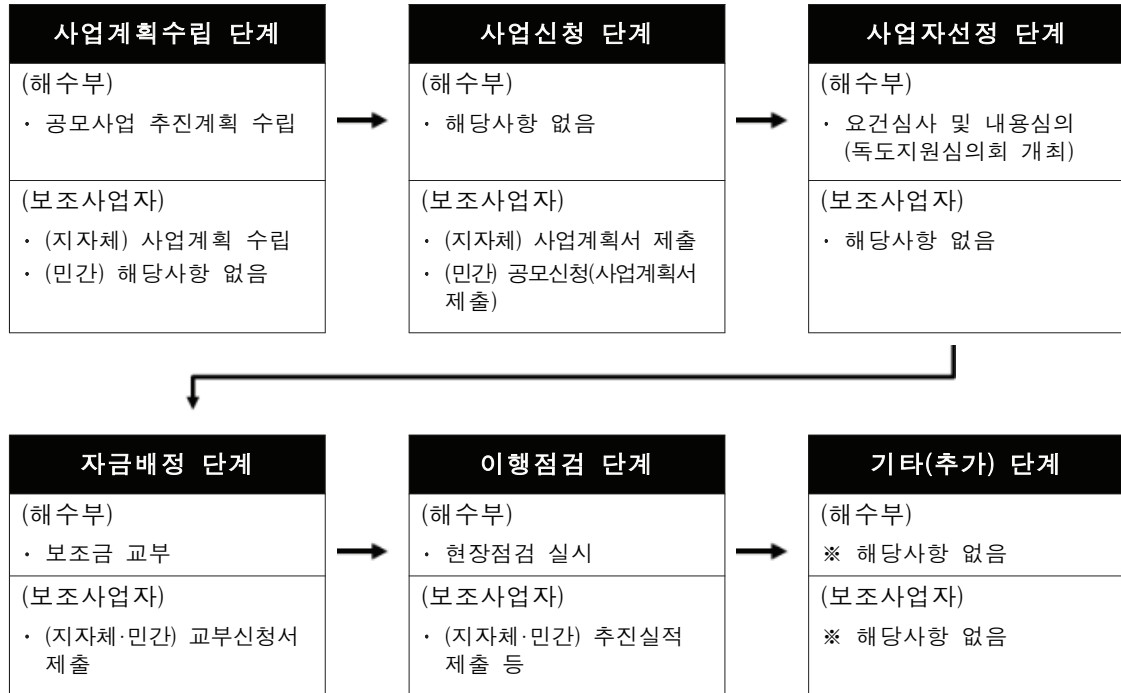 사업계획수립 단계
(해수부)
· 공모사업 추진계획 수립
(보조사업자)
· (지자체) 사업계획 수립
· (민간) 해당사항 없음
사업신청 단계
(해수부)
· 해당사항 없음
(보조사업자)
· (지자체) 사업계획서 제출
· (민간) 공모신청(사업계획서
제출)
사업자선정 단계
(해수부)
· 요건심사 및 내용심의
(독도지원심의회 개최)
(보조사업자)
· 해당사항 없음
자금배정 단계
(해수부)
· 보조금 교부
(보조사업자)
· (지자체·민간) 교부신청서
제출
이행점검 단계
(해수부)
· 현장점검 실시
(보조사업자)
· (지자체·민간) 추진실적
제출 등
기타(추가) 단계
(해수부)
※ 해당사항 없음
(보조사업자)
※ 해당사항 없음